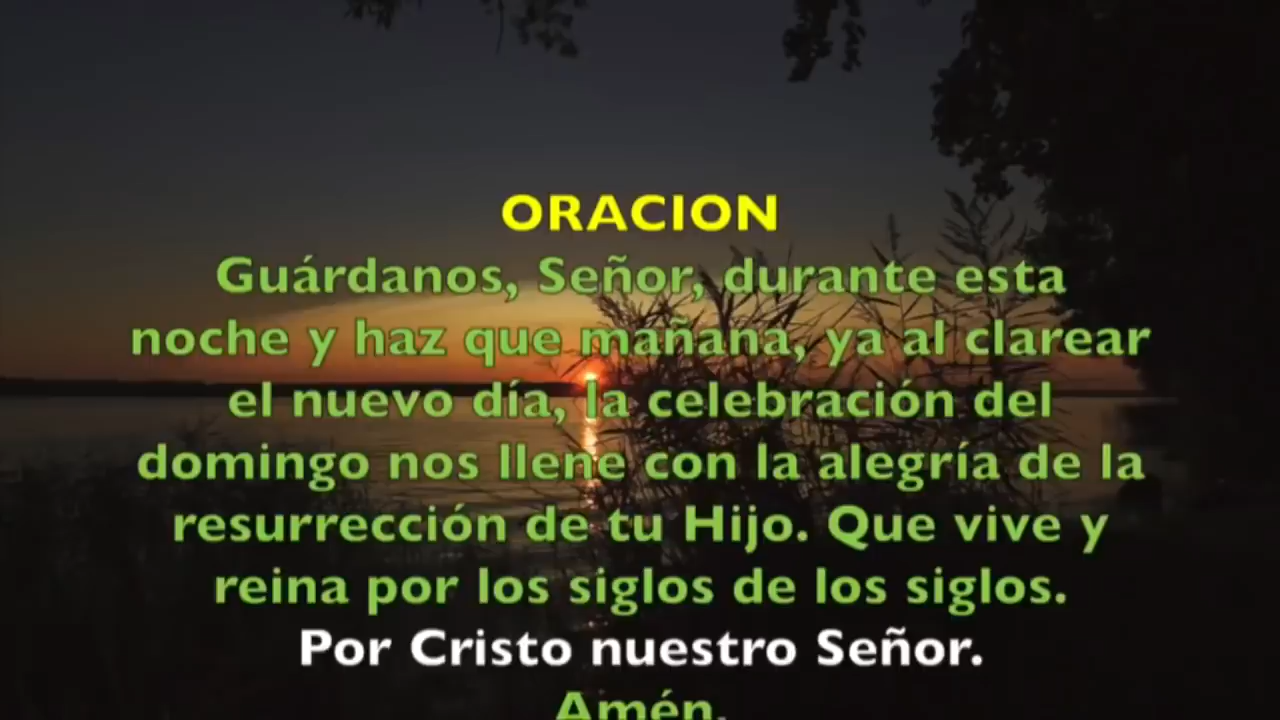 ORACION
Guárdanos, Señor, durante esta
noche y haz que mañana, ya al clarear
el nuevo día, la celebración del
domingo nos llene con la alegría de la
resurrección de tu Hijo. Que vive y
reina por los siglos de los siglos.
Por Cristo nuestro Señor.
Amén.